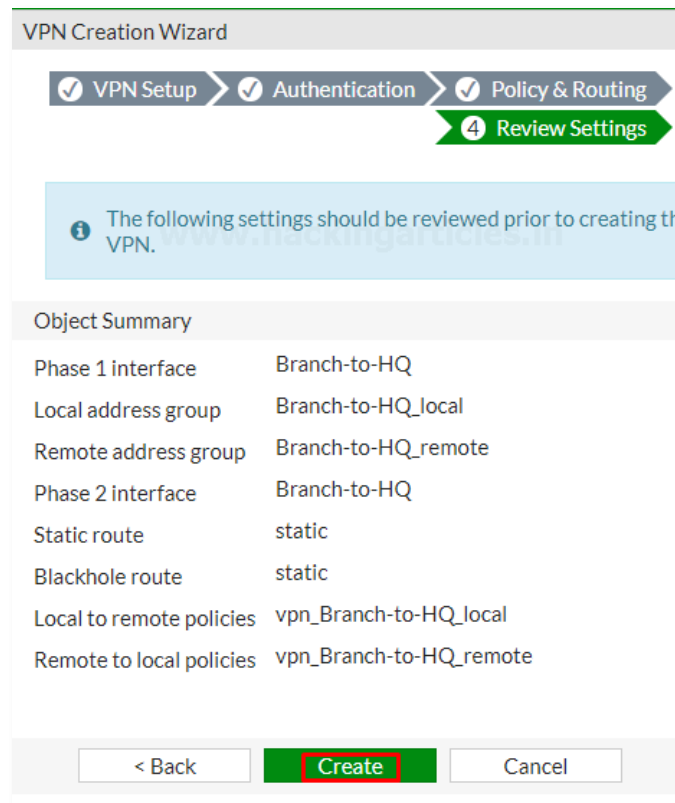 VPN Creation Wizard
VPN Setup
Authentication
Policy & Routing
4 Review Settings
The following settings should be reviewed prior to creating th
VPN.
www.hackingarticles.in
Object Summary
Phase 1 interface Branch-to-HQ
Local address group Branch-to-HQ_local
Remote address group Branch-to-HQ_remote
Phase 2 interface Branch-to-HQ
Static route static
Blackhole route static
Local to remote policies vpn_Branch-to-HQ_local
Remote to local policies vpn_Branch-to-HQ_remote
< Back Create Cancel